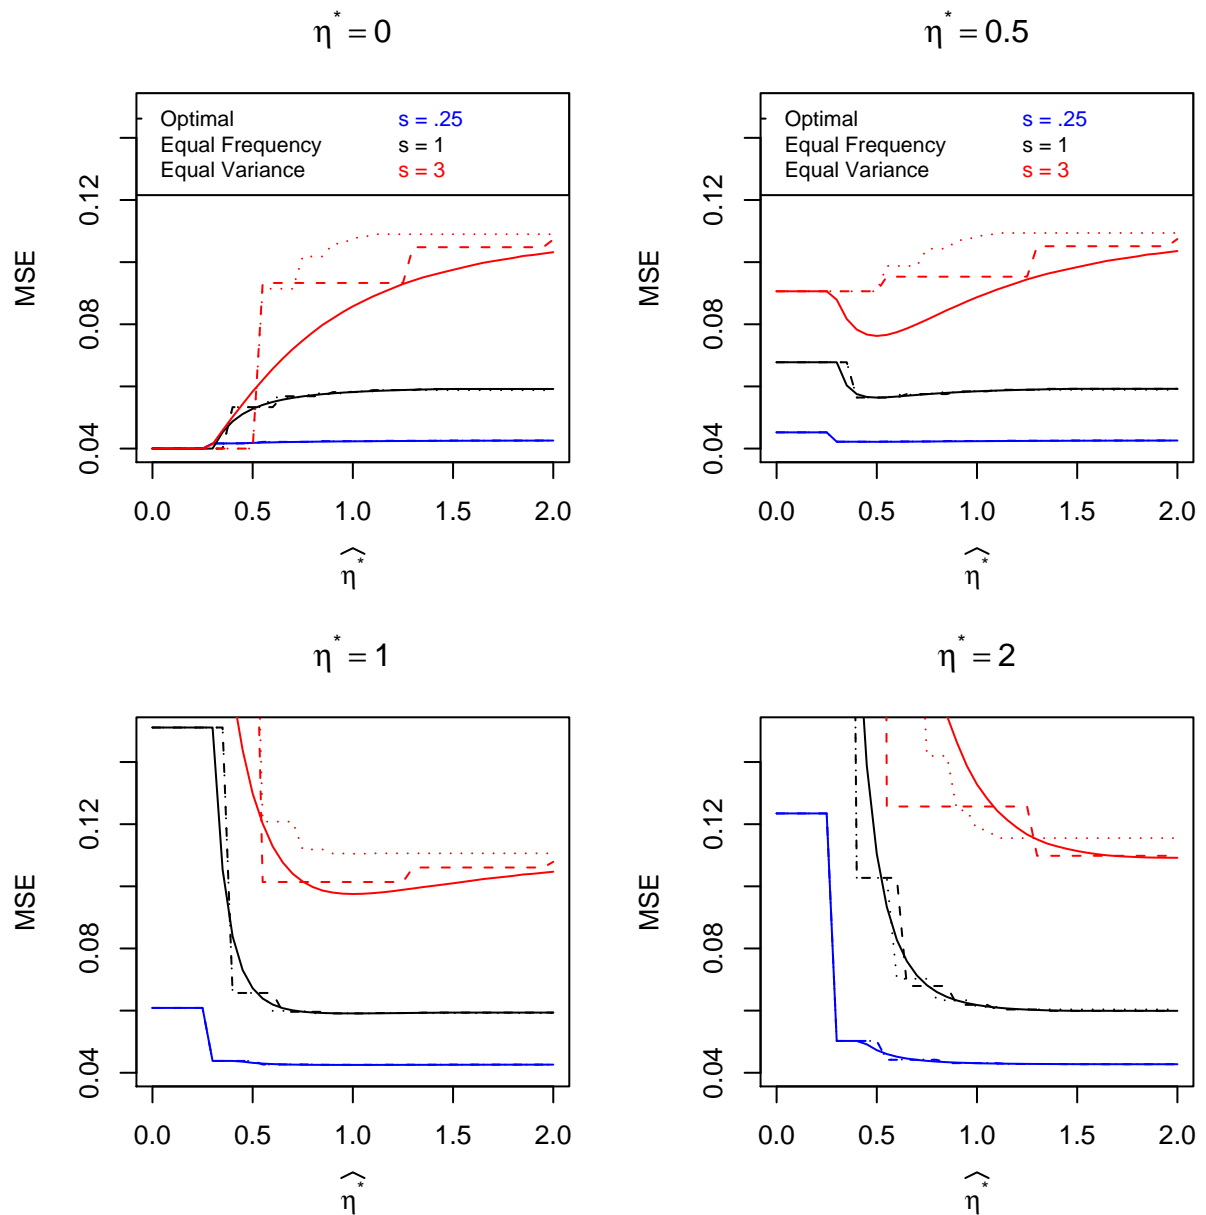 η* = 0
Optimal s = .25
Equal Frequency s = 1
Equal Variance s = 3
MSE
0.04 0.08 0.12
0.0 0.5 1.0 1.5 2.0
η̂*
η* = 0.5
Optimal s = .25
Equal Frequency s = 1
Equal Variance s = 3
MSE
0.04 0.08 0.12
0.0 0.5 1.0 1.5 2.0
η̂*
η* = 1
MSE
0.04 0.08 0.12
0.0 0.5 1.0 1.5 2.0
η̂*
η* = 2
MSE
0.04 0.08 0.12
0.0 0.5 1.0 1.5 2.0
η̂*